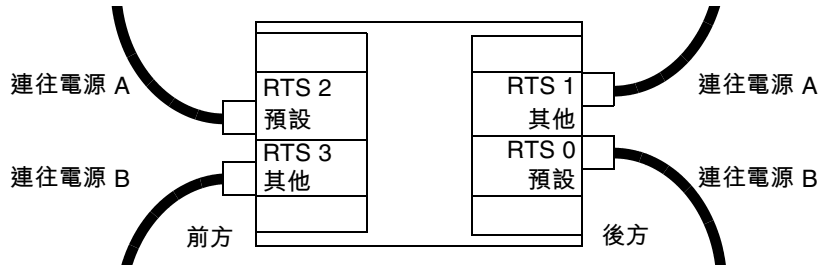 連往電源 A
RTS 2
預設
RTS 3
其他
連往電源 B
前方
RTS 1
其他
RTS 0
預設
連往電源 A
連往電源 B
後方